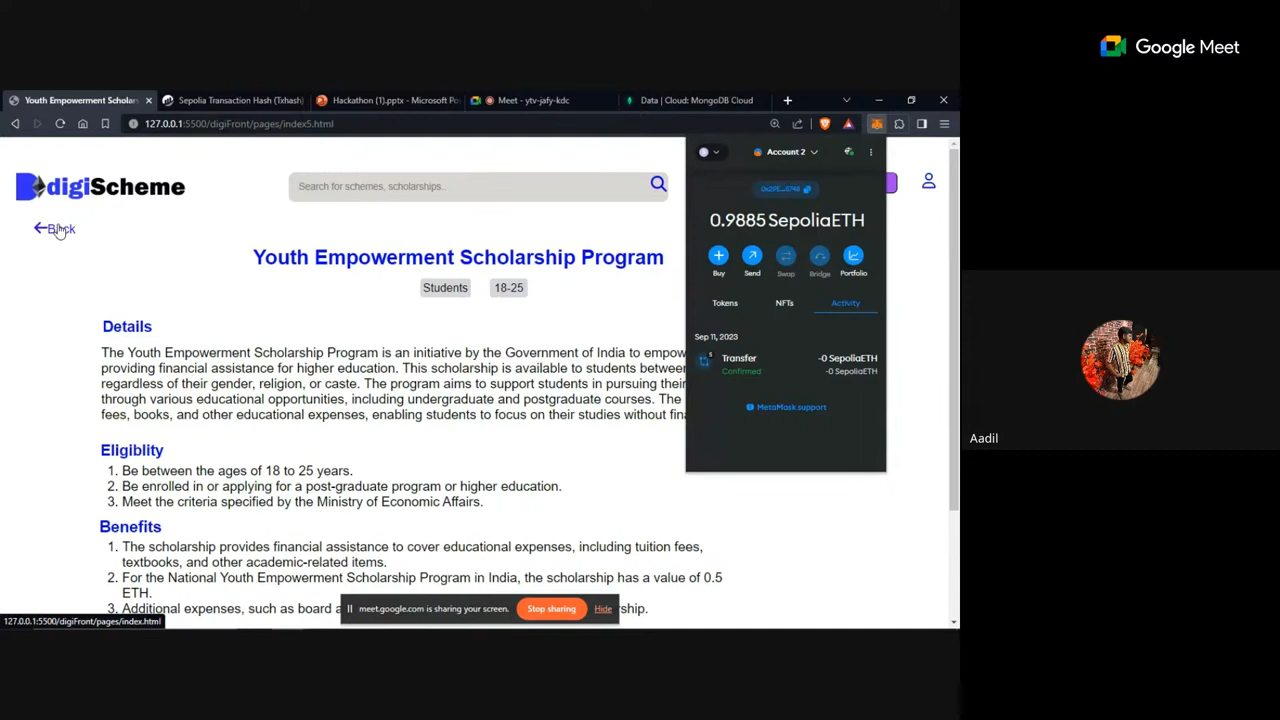 Google Meet
Youth Empowerment Scholar
Sepolia Transaction Hash (Txhash)
Hackathon (1).pptx - Microsoft Po
Meet - ytv-jafy-kdc
Data | Cloud: MongoDB Cloud
127.0.0.1:5500/digiFront/pages/index5.html
digiScheme
Search for schemes, scholarships..
Back
Youth Empowerment Scholarship Program
Students 18-25
Details
The Youth Empowerment Scholarship Program is an initiative by the Government of India to empow
providing financial assistance for higher education. This scholarship is available to students between
regardless of their gender, religion, or caste. The program aims to support students in pursuing their
through various educational opportunities, including undergraduate and postgraduate courses. The
fees, books, and other educational expenses, enabling students to focus on their studies without fina
Eligiblity
1. Be between the ages of 18 to 25 years.
2. Be enrolled in or applying for a post-graduate program or higher education.
3. Meet the criteria specified by the Ministry of Economic Affairs.
Benefits
1. The scholarship provides financial assistance to cover educational expenses, including tuition fees,
textbooks, and other academic-related items.
2. For the National Youth Empowerment Scholarship Program in India, the scholarship has a value of 0.5
ETH.
3. Additional expenses, such as board a
rship.
Account 2
0.9885 SepoliaETH
Buy Send Swap Bridge Portfolio
Tokens NFTs Activity
Sep 11, 2023
Transfer -0 SepoliaETH
Confirmed -0 SepoliaETH
MetaMask support
meet.google.com is sharing your screen. Stop sharing Hide
127.0.0.1:5500/digiFront/pages/index.html
Aadil